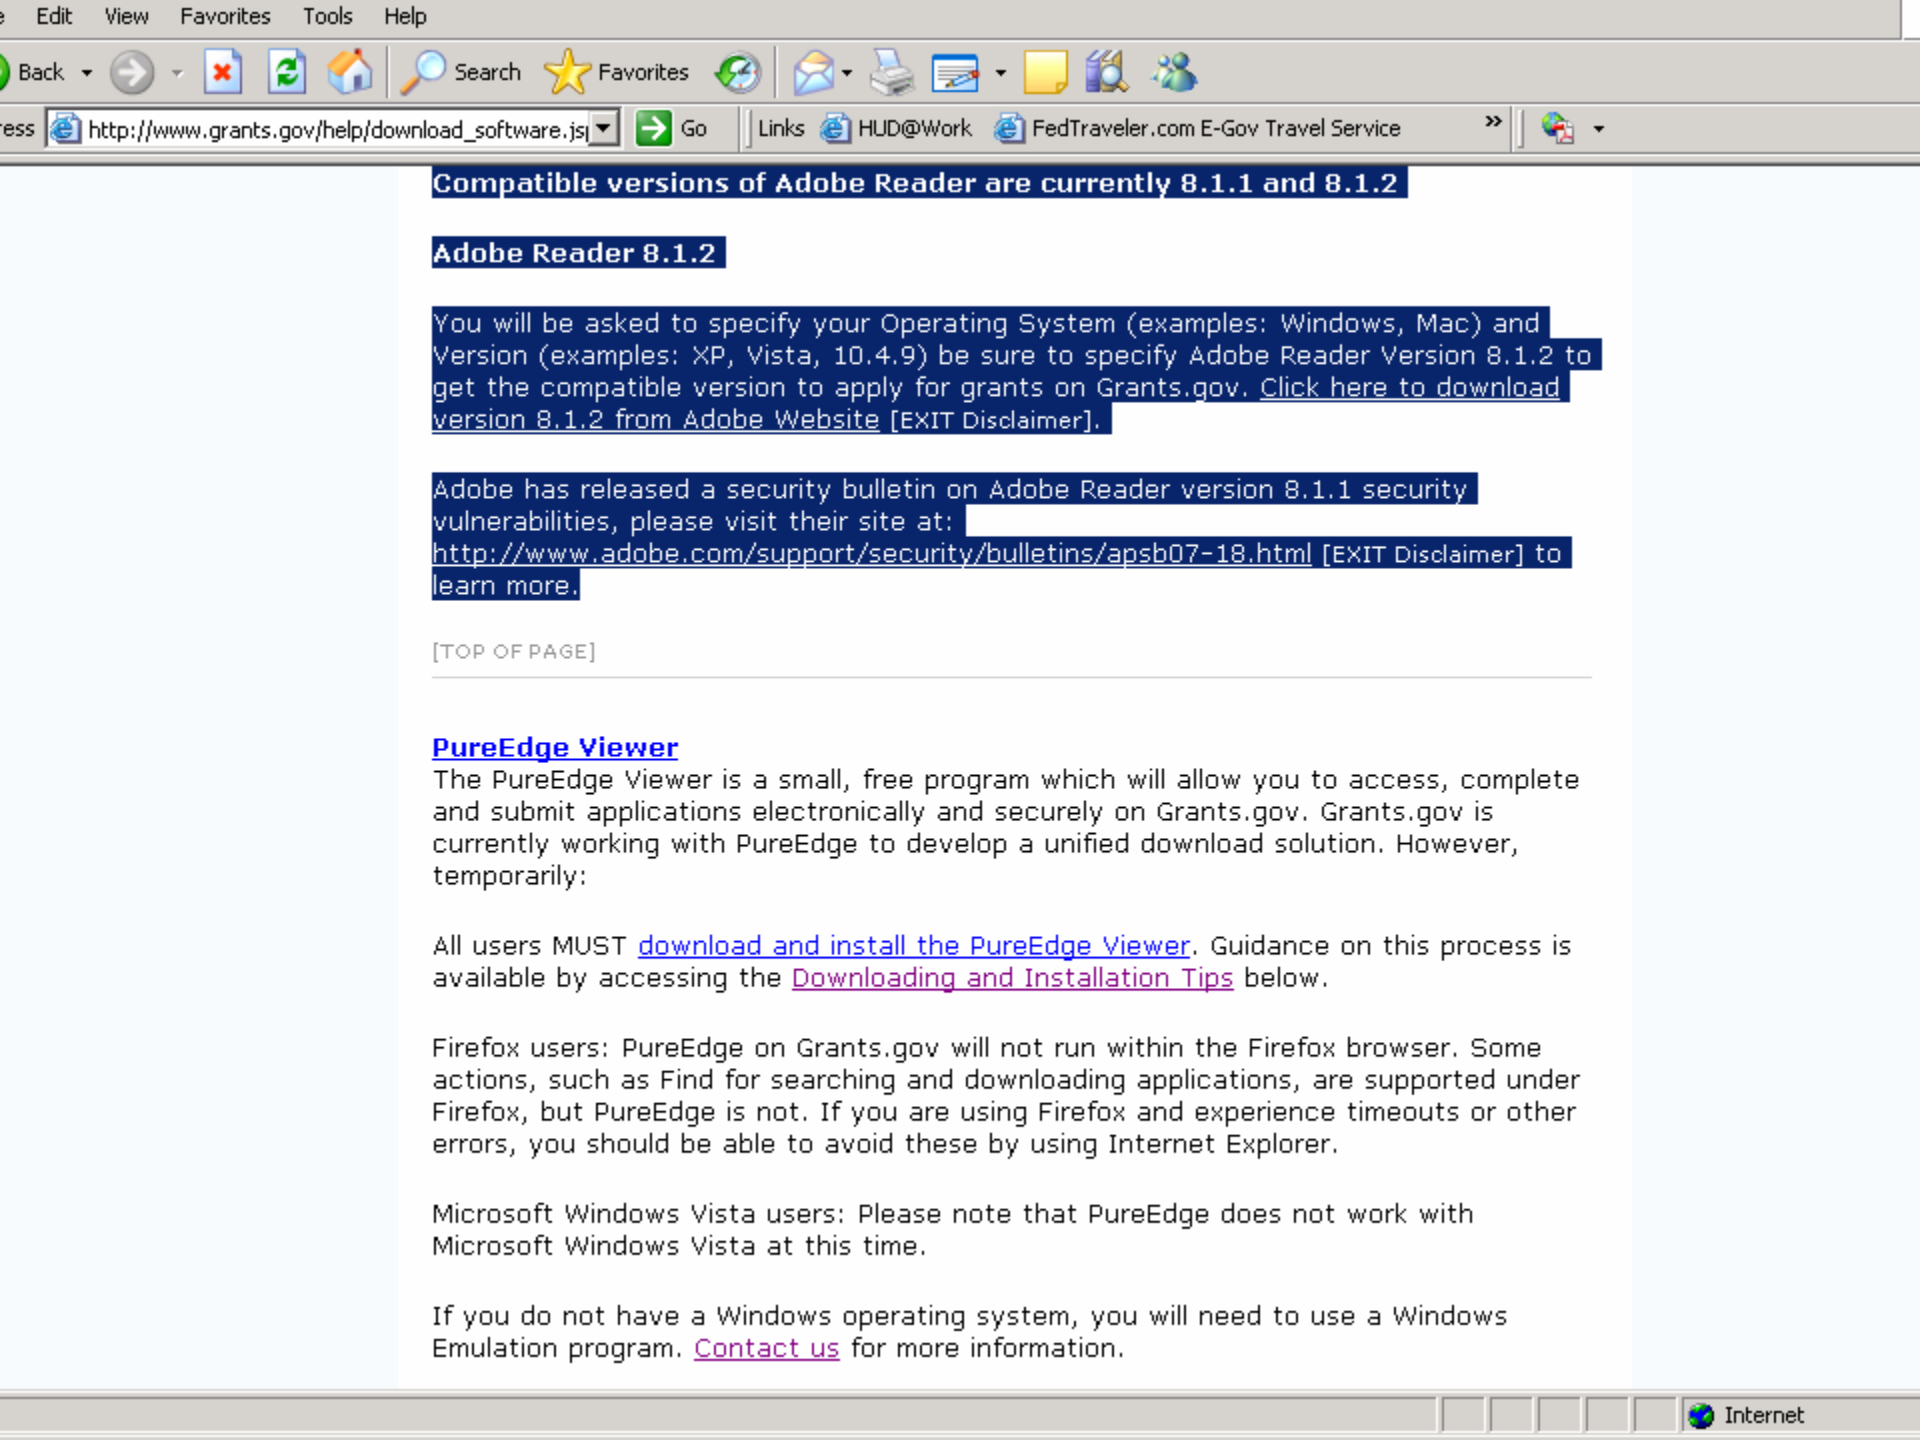 Edit View Favorites Tools Help
Back Search Favorites
ess http://www.grants.gov/help/download_software.js Go Links HUD@Work FedTraveler.com E-Gov Travel Service »
Compatible versions of Adobe Reader are currently 8.1.1 and 8.1.2
Adobe Reader 8.1.2
You will be asked to specify your Operating System (examples: Windows, Mac) and
Version (examples: XP, Vista, 10.4.9) be sure to specify Adobe Reader Version 8.1.2 to
get the compatible version to apply for grants on Grants.gov. Click here to download
version 8.1.2 from Adobe Website [EXIT Disclaimer].
Adobe has released a security bulletin on Adobe Reader version 8.1.1 security
vulnerabilities, please visit their site at:
http://www.adobe.com/support/security/bulletins/apsb07-18.html [EXIT Disclaimer] to
learn more.
[TOP OF PAGE]
PureEdge Viewer
The PureEdge Viewer is a small, free program which will allow you to access, complete
and submit applications electronically and securely on Grants.gov. Grants.gov is
currently working with PureEdge to develop a unified download solution. However,
temporarily:
All users MUST download and install the PureEdge Viewer. Guidance on this process is
available by accessing the Downloading and Installation Tips below.
Firefox users: PureEdge on Grants.gov will not run within the Firefox browser. Some
actions, such as Find for searching and downloading applications, are supported under
Firefox, but PureEdge is not. If you are using Firefox and experience timeouts or other
errors, you should be able to avoid these by using Internet Explorer.
Microsoft Windows Vista users: Please note that PureEdge does not work with
Microsoft Windows Vista at this time.
If you do not have a Windows operating system, you will need to use a Windows
Emulation program. Contact us for more information.
Internet